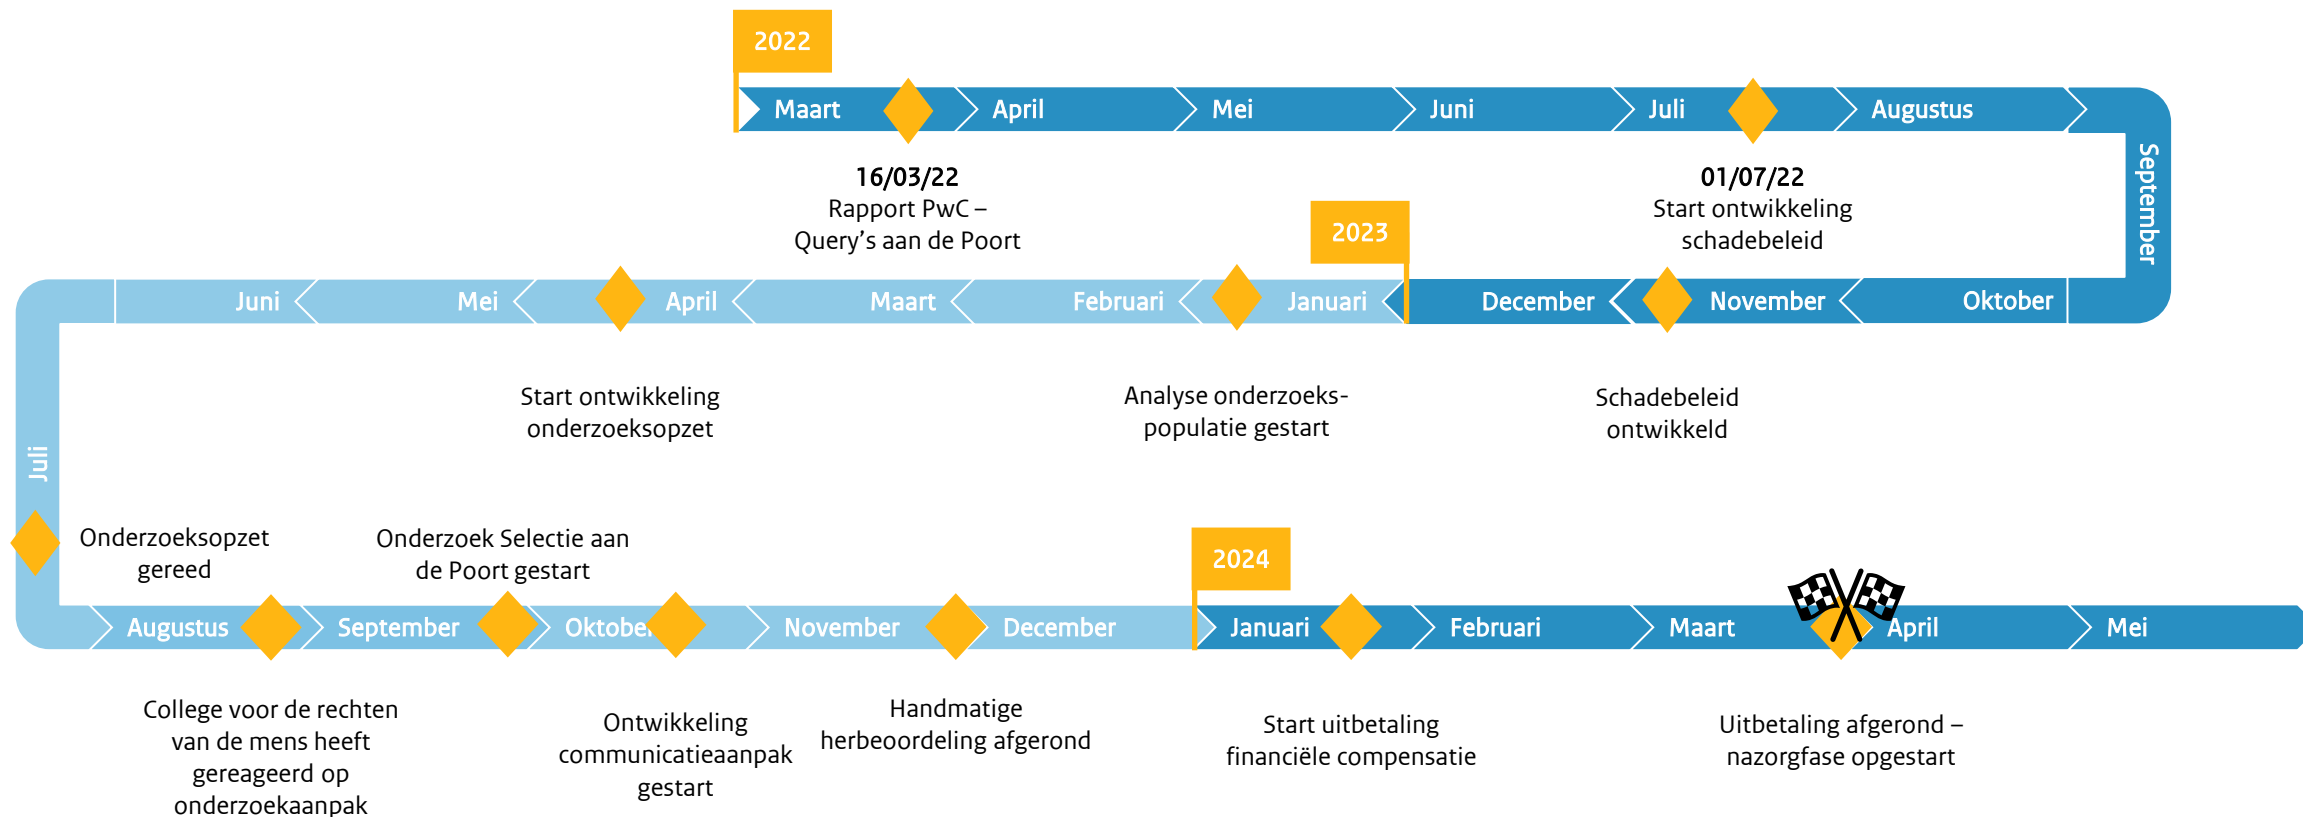 2022
Maart
April
Mei
Juni
Juli
Augustus
16/03/22
Rapport PwC –
Query’s aan de Poort
01/07/22
Start ontwikkeling
schadebeleid
September
2023
Oktober
November
December
Januari
Februari
Maart
April
Mei
Juni
Schadebeleid
ontwikkeld
Analyse onderzoeks-
populatie gestart
Start ontwikkeling
onderzoeksopzet
Juli
Onderzoeksopzet
gereed
Onderzoek Selectie aan
de Poort gestart
2024
Augustus
September
Oktober
November
December
Januari
Februari
Maart
April
Mei
College voor de rechten
van de mens heeft
gereageerd op
onderzoekaanpak
Ontwikkeling
communicatieaanpak
gestart
Handmatige
herbeoordeling afgerond
Start uitbetaling
financiële compensatie
Uitbetaling afgerond –
nazorgfase opgestart